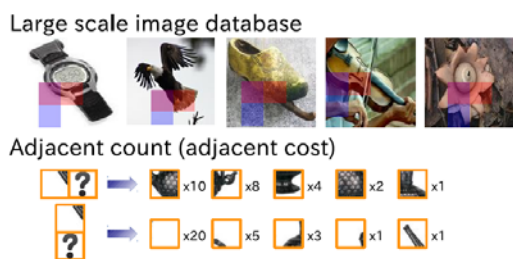 Large scale image database
Adjacent count (adjacent cost)
? x10 x8 x4 x2 x1
? x20 x5 x3 x1 x1